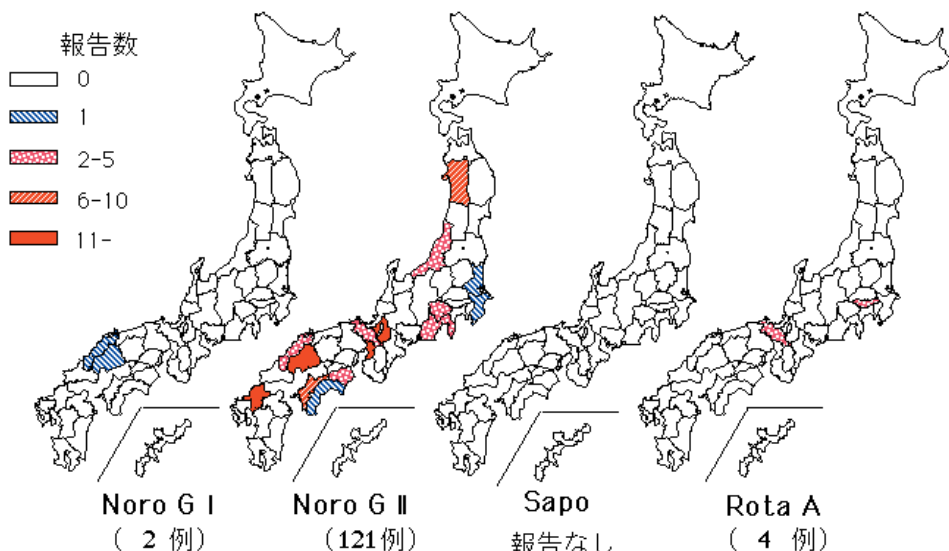 報告数
0
1
2-5
6-10
11-
Noro G I
( 2 例)
Noro G II
(121例)
Sapo
報告なし
Rota A
( 4 例)